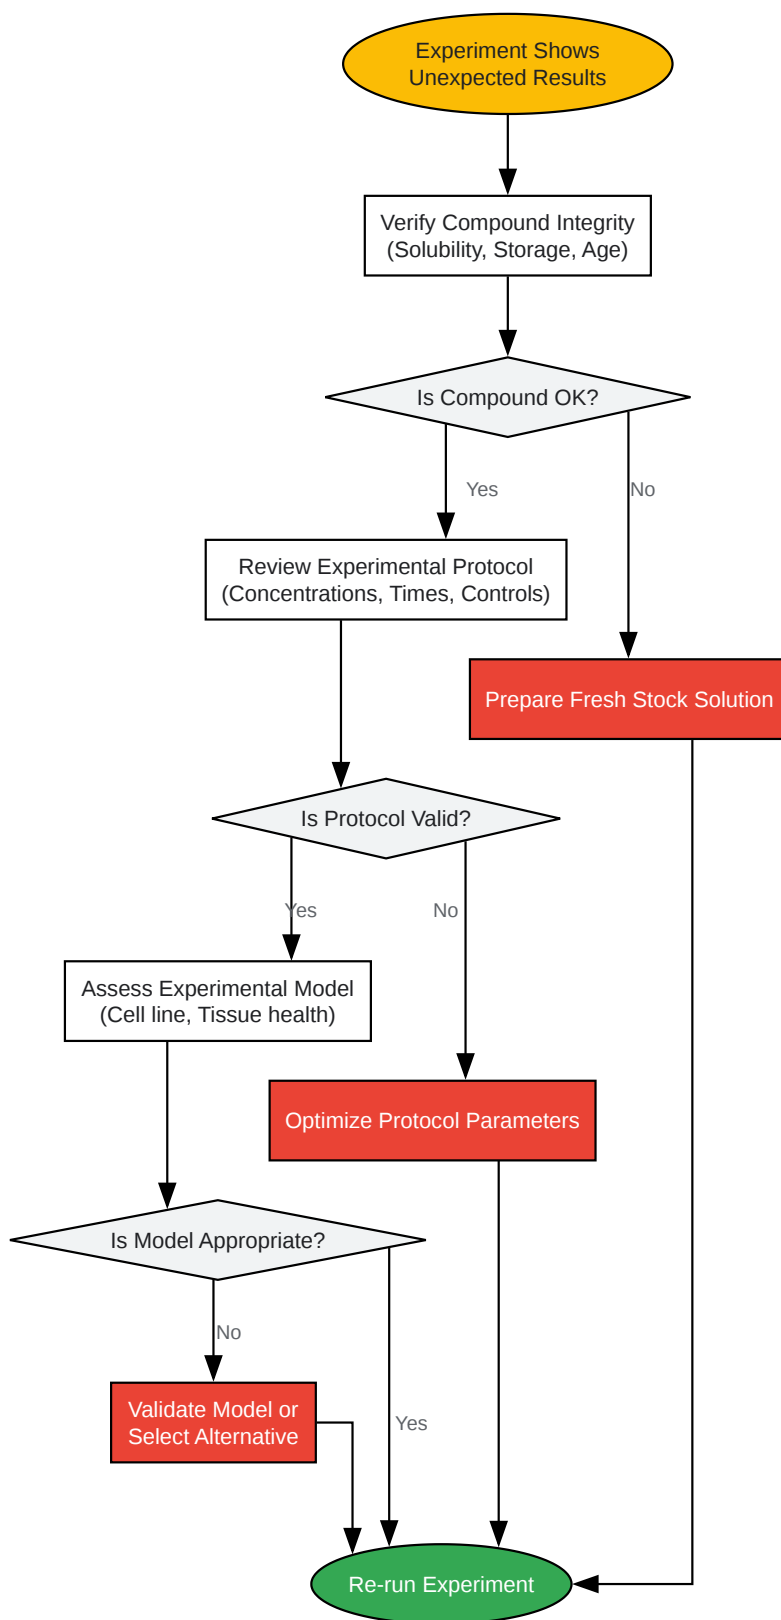 Experiment Shows
Unexpected Results
Verify Compound Integrity
(Solubility, Storage, Age)
Is Compound OK?
Yes
No
Review Experimental Protocol
(Concentrations, Times, Controls)
Prepare Fresh Stock Solution
Is Protocol Valid?
Yes
No
Assess Experimental Model
(Cell line, Tissue health)
Optimize Protocol Parameters
Is Model Appropriate?
No
Validate Model or
Select Alternative
Yes
Re-run Experiment